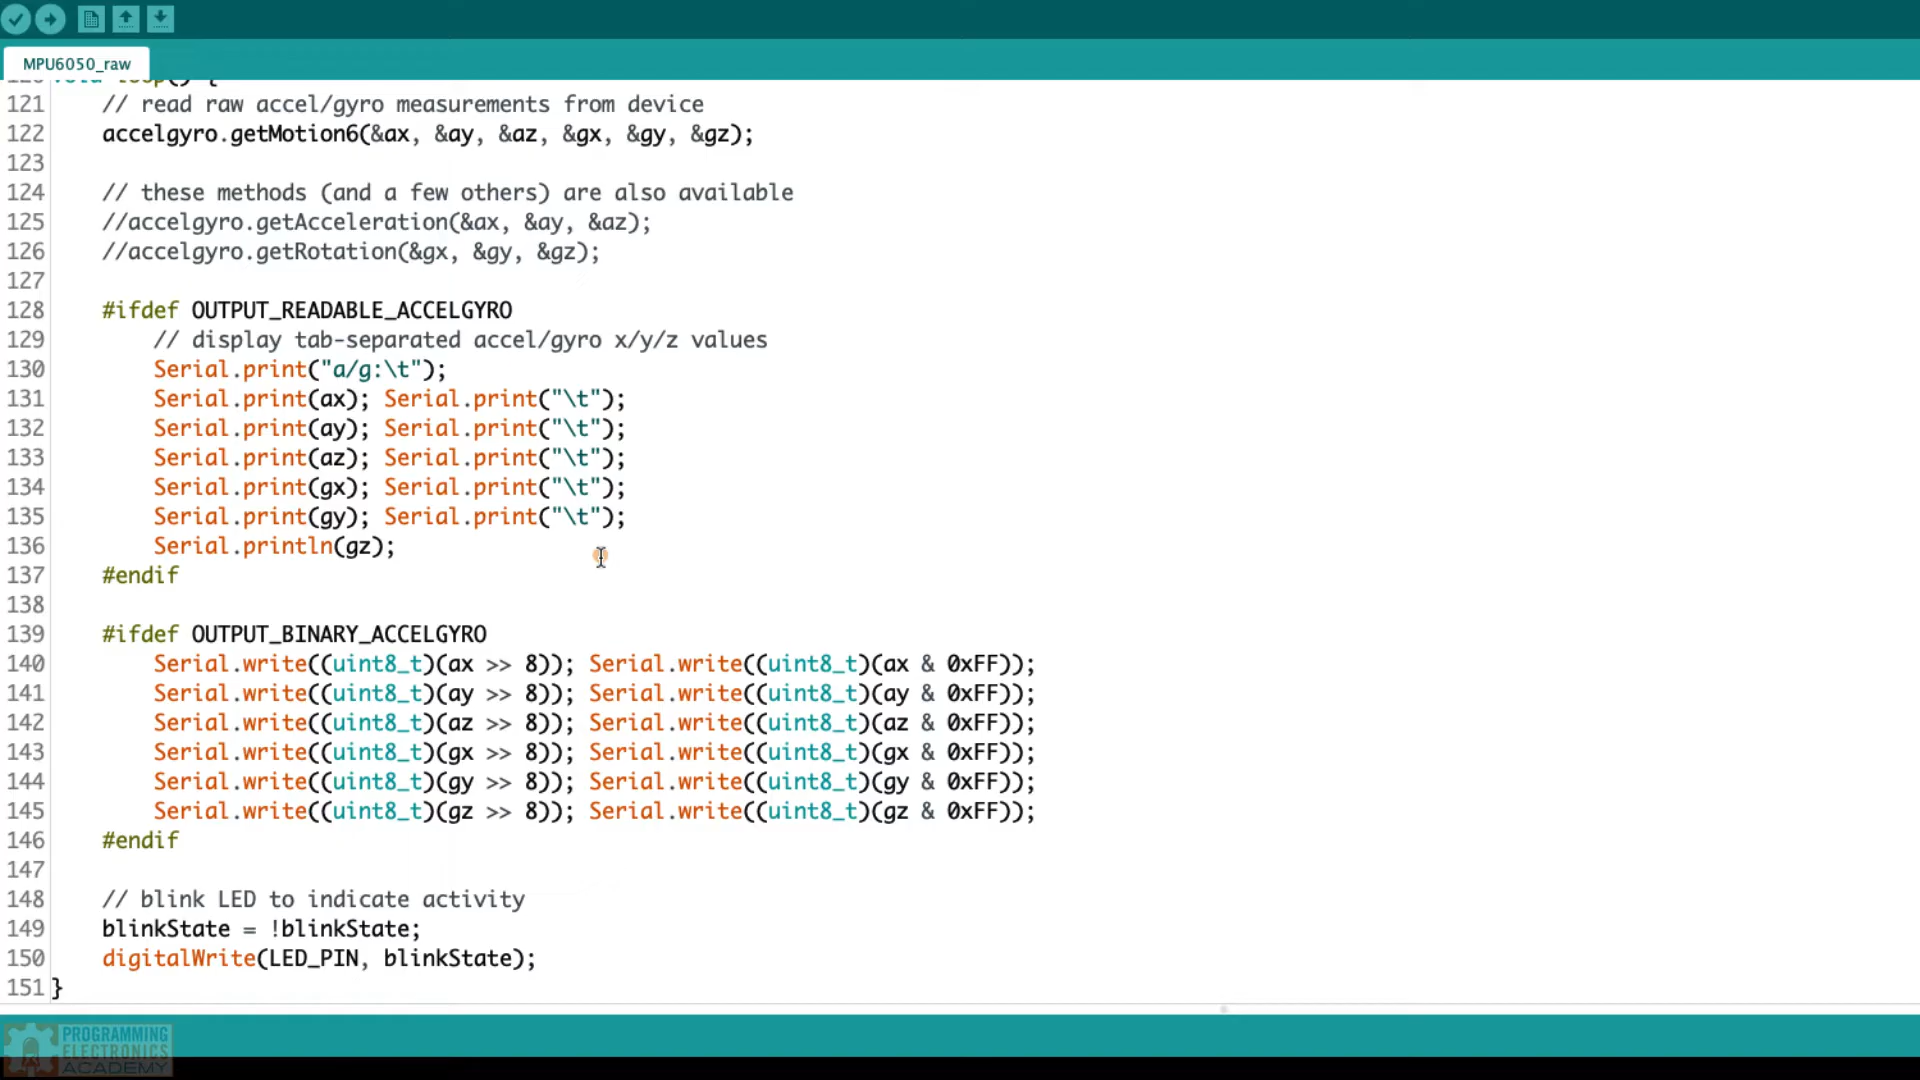 MPU6050_raw
120 void loop() {
121 // read raw accel/gyro measurements from device
122 accelgyro.getMotion6(&ax, &ay, &az, &gx, &gy, &gz);
123
124 // these methods (and a few others) are also available
125 //accelgyro.getAcceleration(&ax, &ay, &az);
126 //accelgyro.getRotation(&gx, &gy, &gz);
127
128 #ifdef OUTPUT_READABLE_ACCELGYRO
129 // display tab-separated accel/gyro x/y/z values
130 Serial.print("a/g:\t");
131 Serial.print(ax); Serial.print("\t");
132 Serial.print(ay); Serial.print("\t");
133 Serial.print(az); Serial.print("\t");
134 Serial.print(gx); Serial.print("\t");
135 Serial.print(gy); Serial.print("\t");
136 Serial.println(gz);
137 #endif
138
139 #ifdef OUTPUT_BINARY_ACCELGYRO
140 Serial.write((uint8_t)(ax >> 8)); Serial.write((uint8_t)(ax & 0xFF));
141 Serial.write((uint8_t)(ay >> 8)); Serial.write((uint8_t)(ay & 0xFF));
142 Serial.write((uint8_t)(az >> 8)); Serial.write((uint8_t)(az & 0xFF));
143 Serial.write((uint8_t)(gx >> 8)); Serial.write((uint8_t)(gx & 0xFF));
144 Serial.write((uint8_t)(gy >> 8)); Serial.write((uint8_t)(gy & 0xFF));
145 Serial.write((uint8_t)(gz >> 8)); Serial.write((uint8_t)(gz & 0xFF));
146 #endif
147
148 // blink LED to indicate activity
149 blinkState = !blinkState;
150 digitalWrite(LED_PIN, blinkState);
151 }
PROGRAMMING
ELECTRONICS
ACADEMY